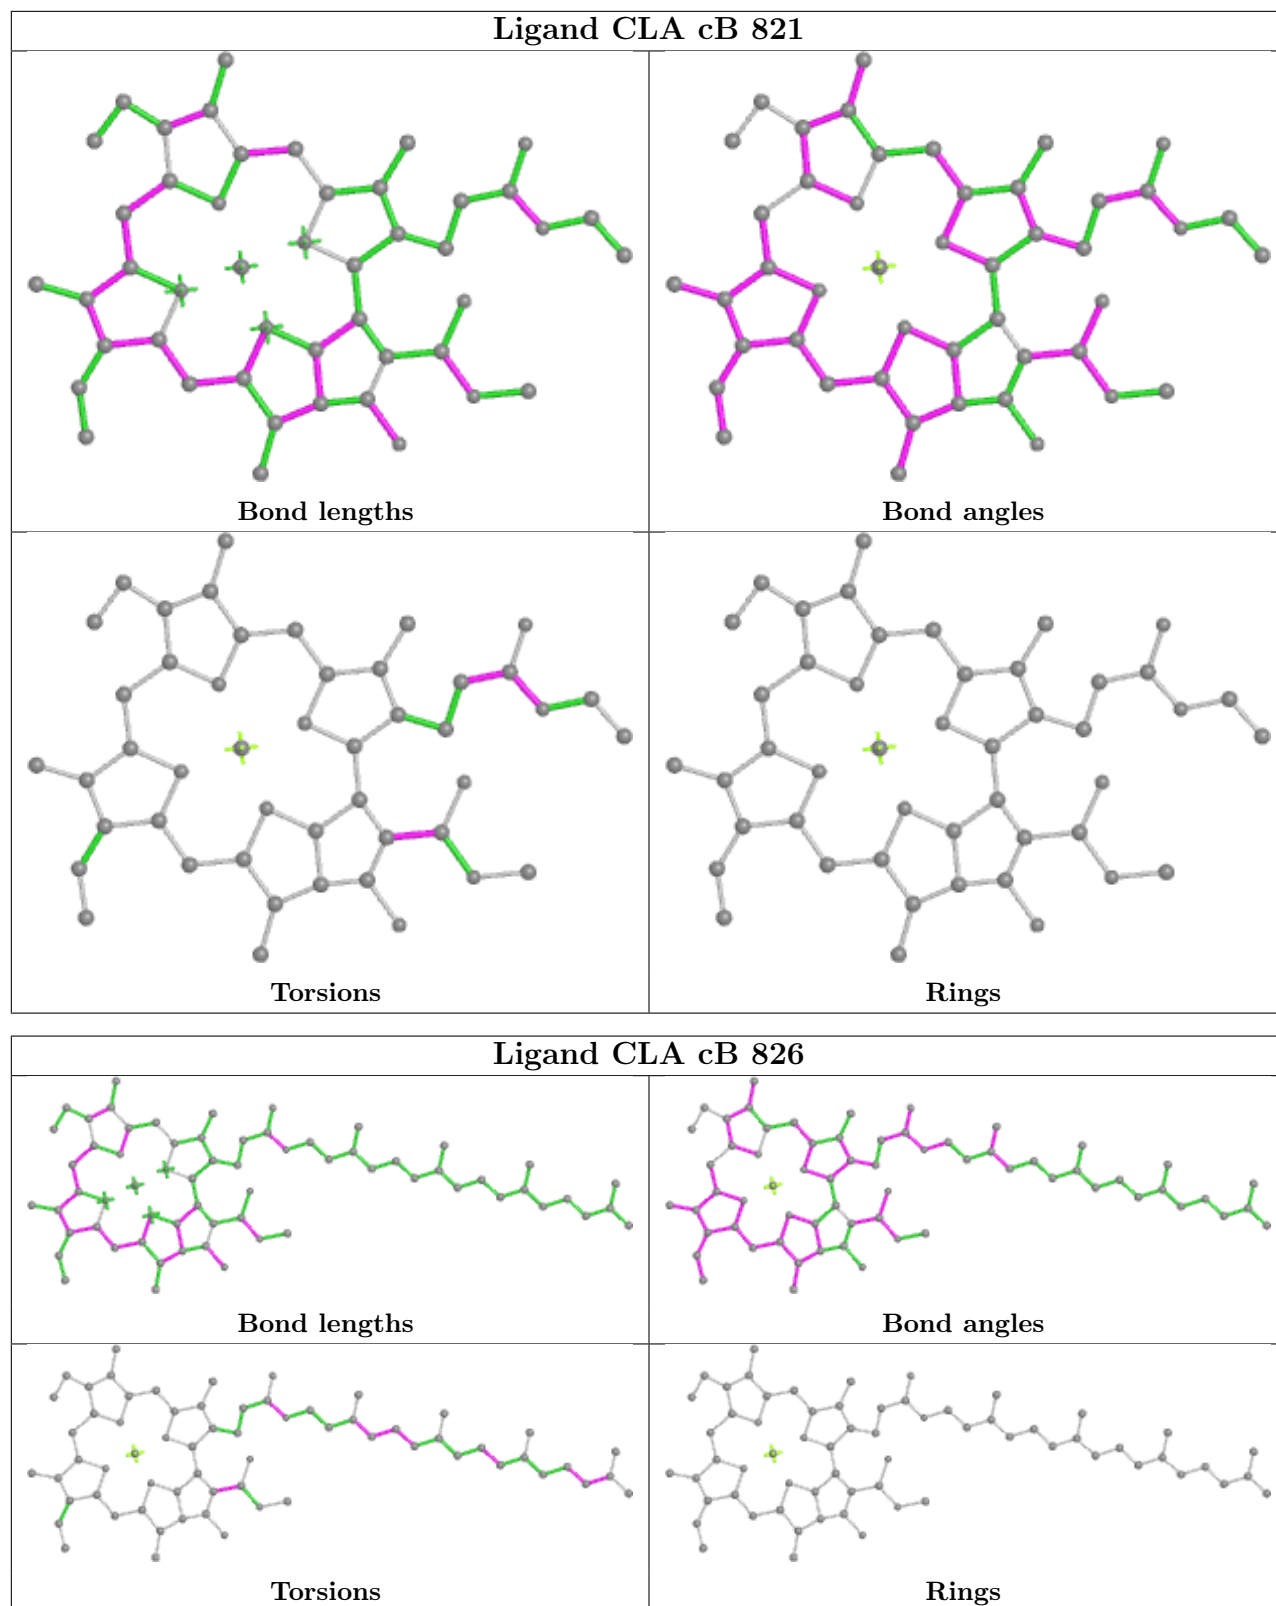 Ligand CLA cB 821
Bond lengths
Bond angles
Torsions
Rings
Ligand CLA cB 826
Bond lengths
Bond angles
Torsions
Rings